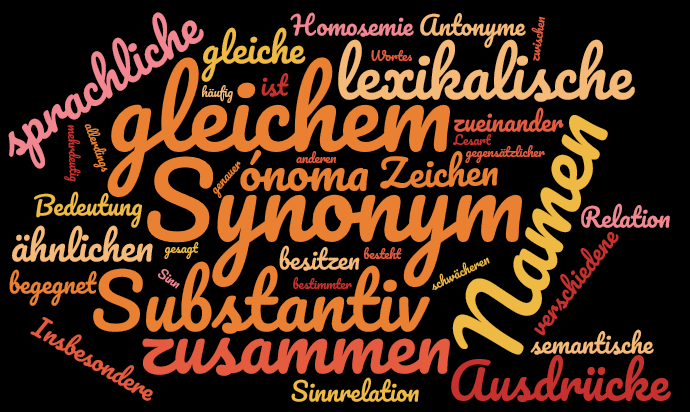 Homosemie
Antonyme
zwischen
sprachliche
gleiche
Wortes
lexikalische
häufig
ist
gleichem
zueinander
mehrdeutig
allerdings
Lesart
gegensätzlicher
anderen
genauer
ónoma
Zeichen
Namen
Synonym
Bedeutung
Relation
ähnlichen
gesagt
besitzen
besteht
schwächeren
verschiedene
begegnet
Sinn
bestimmter
Substantiv
Insbesondere
zusammen
semantische
Sinnrelation
Ausdrücke